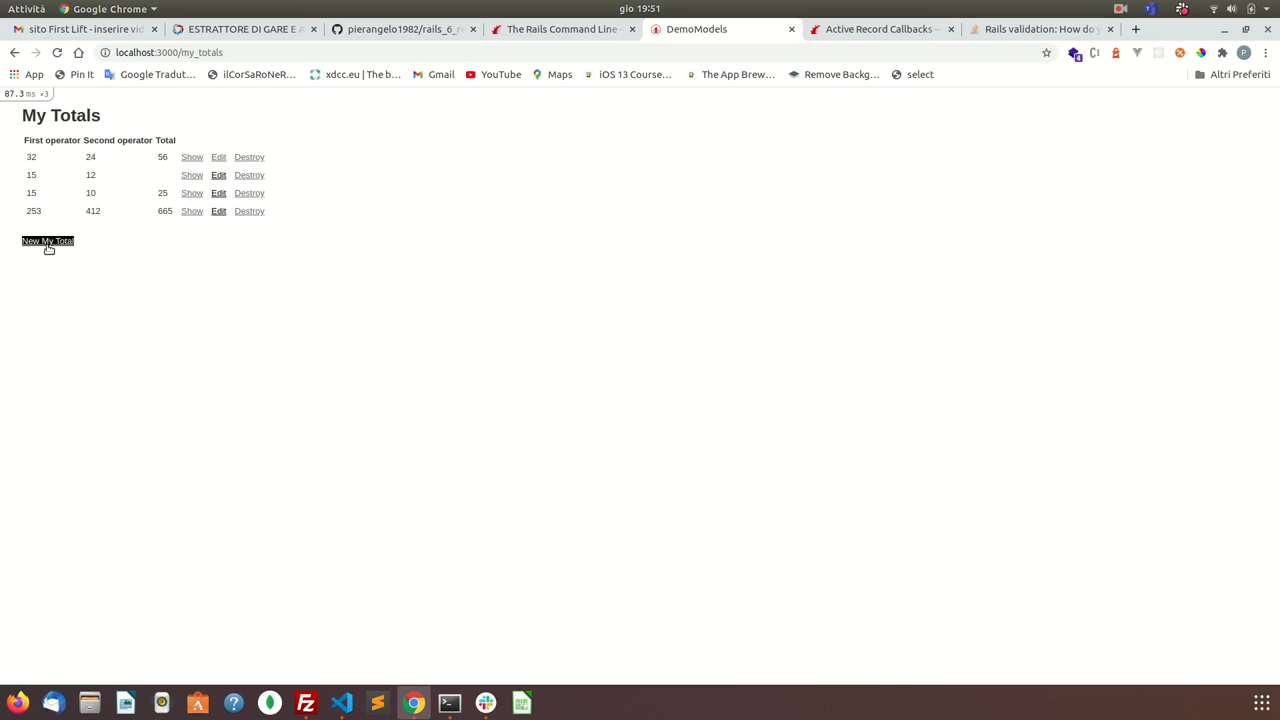 Attività Google Chrome gio 19:51
sito First Lift - inserire vid ESTRATTORE DI GARE E A pierangelo1982/rails_6_r The Rails Command Line — DemoModels Active Record Callbacks — Rails validation: How do y
localhost:3000/my_totals
App Pin It Google Tradut... ilCorSaRoNeR... xdcc.eu | The b... Gmail YouTube Maps iOS 13 Course... The App Brew... Remove Backg... select Altri Preferiti
87.3 ms ×3
My Totals
First operator Second operator Total
32 24 56 Show Edit Destroy
15 12 Show Edit Destroy
15 10 25 Show Edit Destroy
253 412 665 Show Edit Destroy
New My Total